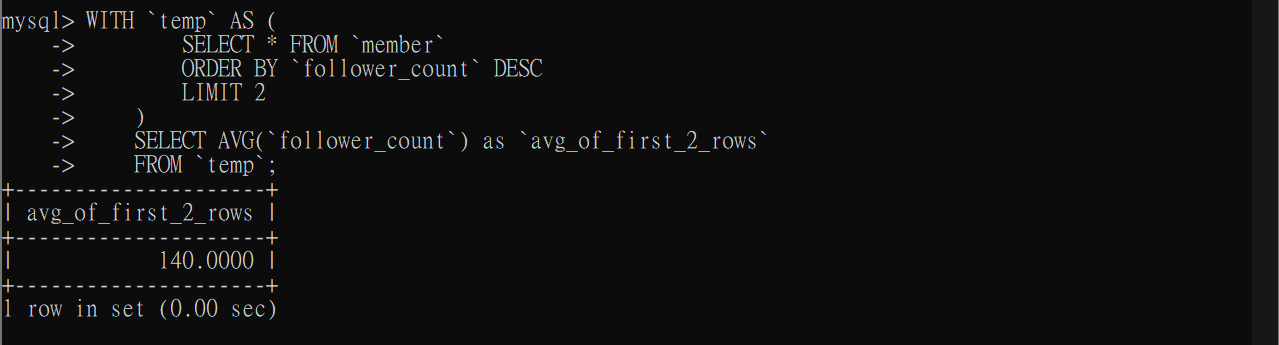 mysql> WITH `temp` AS (
    ->         SELECT * FROM `member`
    ->         ORDER BY `follower_count` DESC
    ->         LIMIT 2
    ->     )
    ->     SELECT AVG(`follower_count`) as `avg_of_first_2_rows`
    ->     FROM `temp`;
+---------------------+
| avg_of_first_2_rows |
+---------------------+
|            140.0000 |
+---------------------+
1 row in set (0.00 sec)